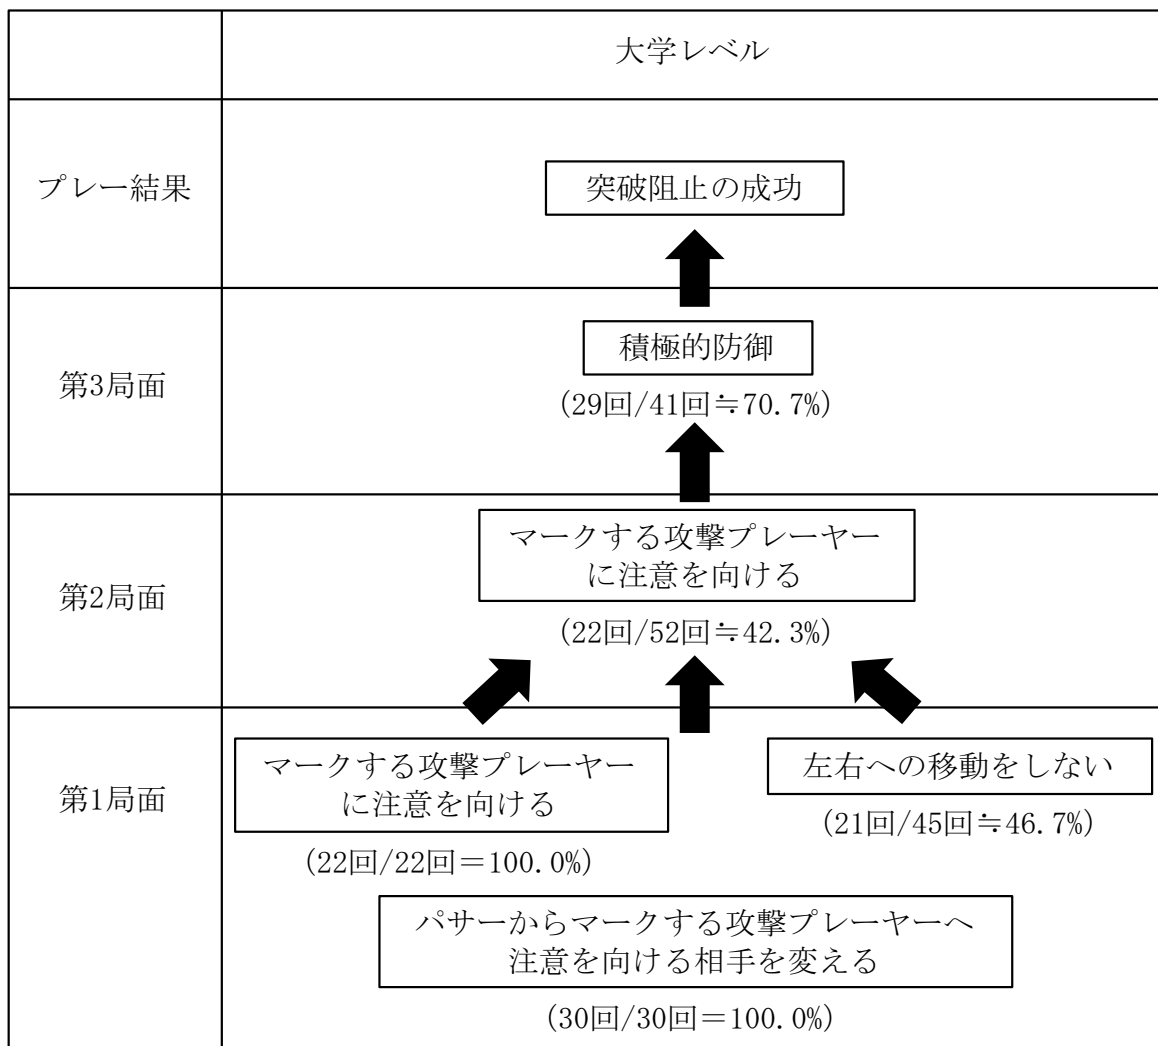 大学レベル
プレー結果
突破阻止の成功
第3局面
積極的防御
(29回/41回≒70.7%)
第2局面
マークする攻撃プレーヤー
に注意を向ける
(22回/52回≒42.3%)
第1局面
マークする攻撃プレーヤー
に注意を向ける
(22回/22回＝100.0%)
左右への移動をしない
(21回/45回≒46.7%)
パサーからマークする攻撃プレーヤーへ
注意を向ける相手を変える
(30回/30回＝100.0%)